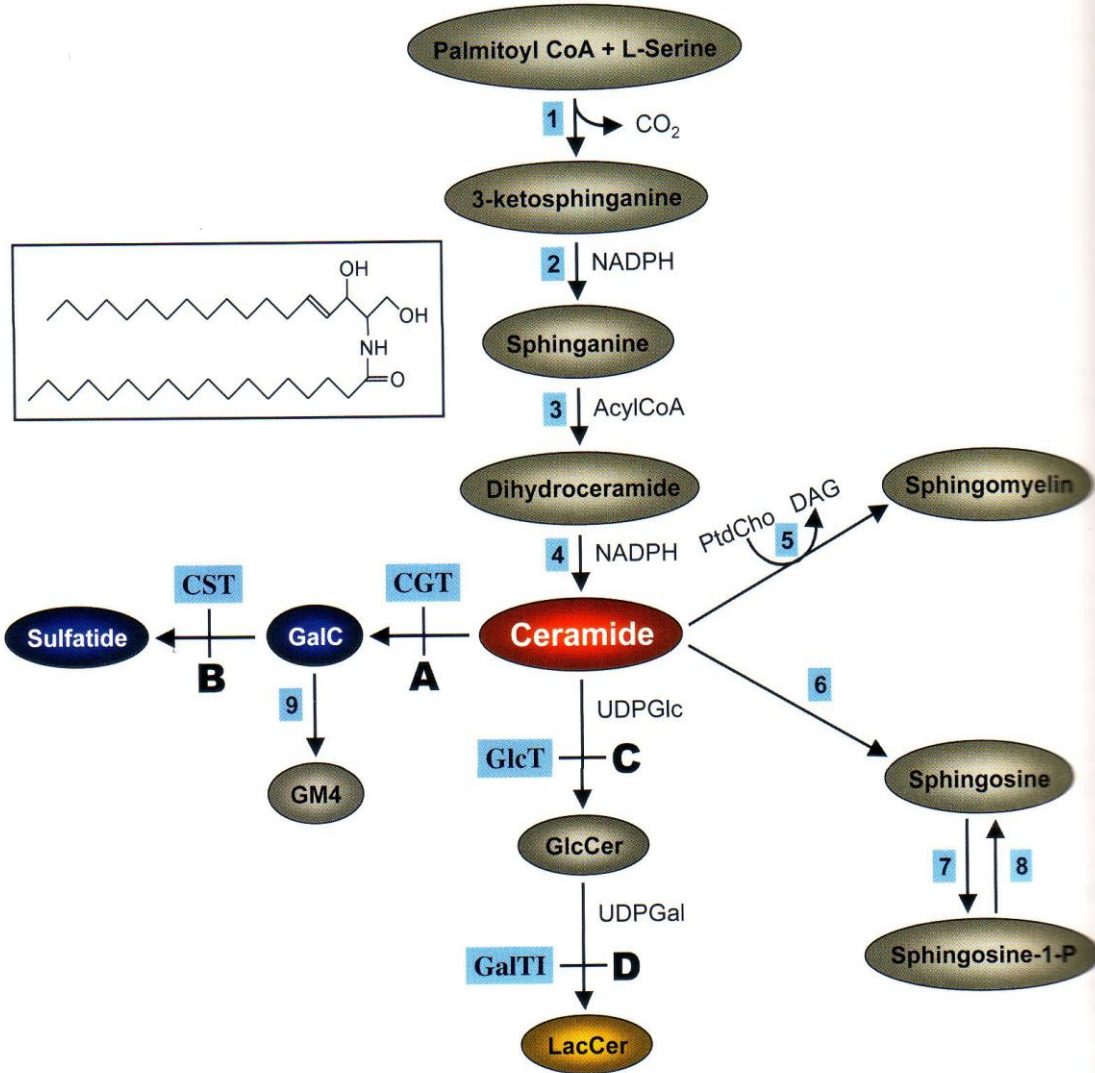 Palmitoyl CoA + L-Serine
1
CO2
3-ketosphinganine
2
NADPH
OH
OH
NH
O
Sphinganine
3
AcylCoA
Dihydroceramide
Sphingomyelin
PtdCho
DAG
5
4
NADPH
CST
CGT
Sulfatide
GalC
Ceramide
B
A
9
6
UDPGlc
GlcT
C
GM4
Sphingosine
GlcCer
7
8
UDPGal
GalTI
D
Sphingosine-1-P
LacCer